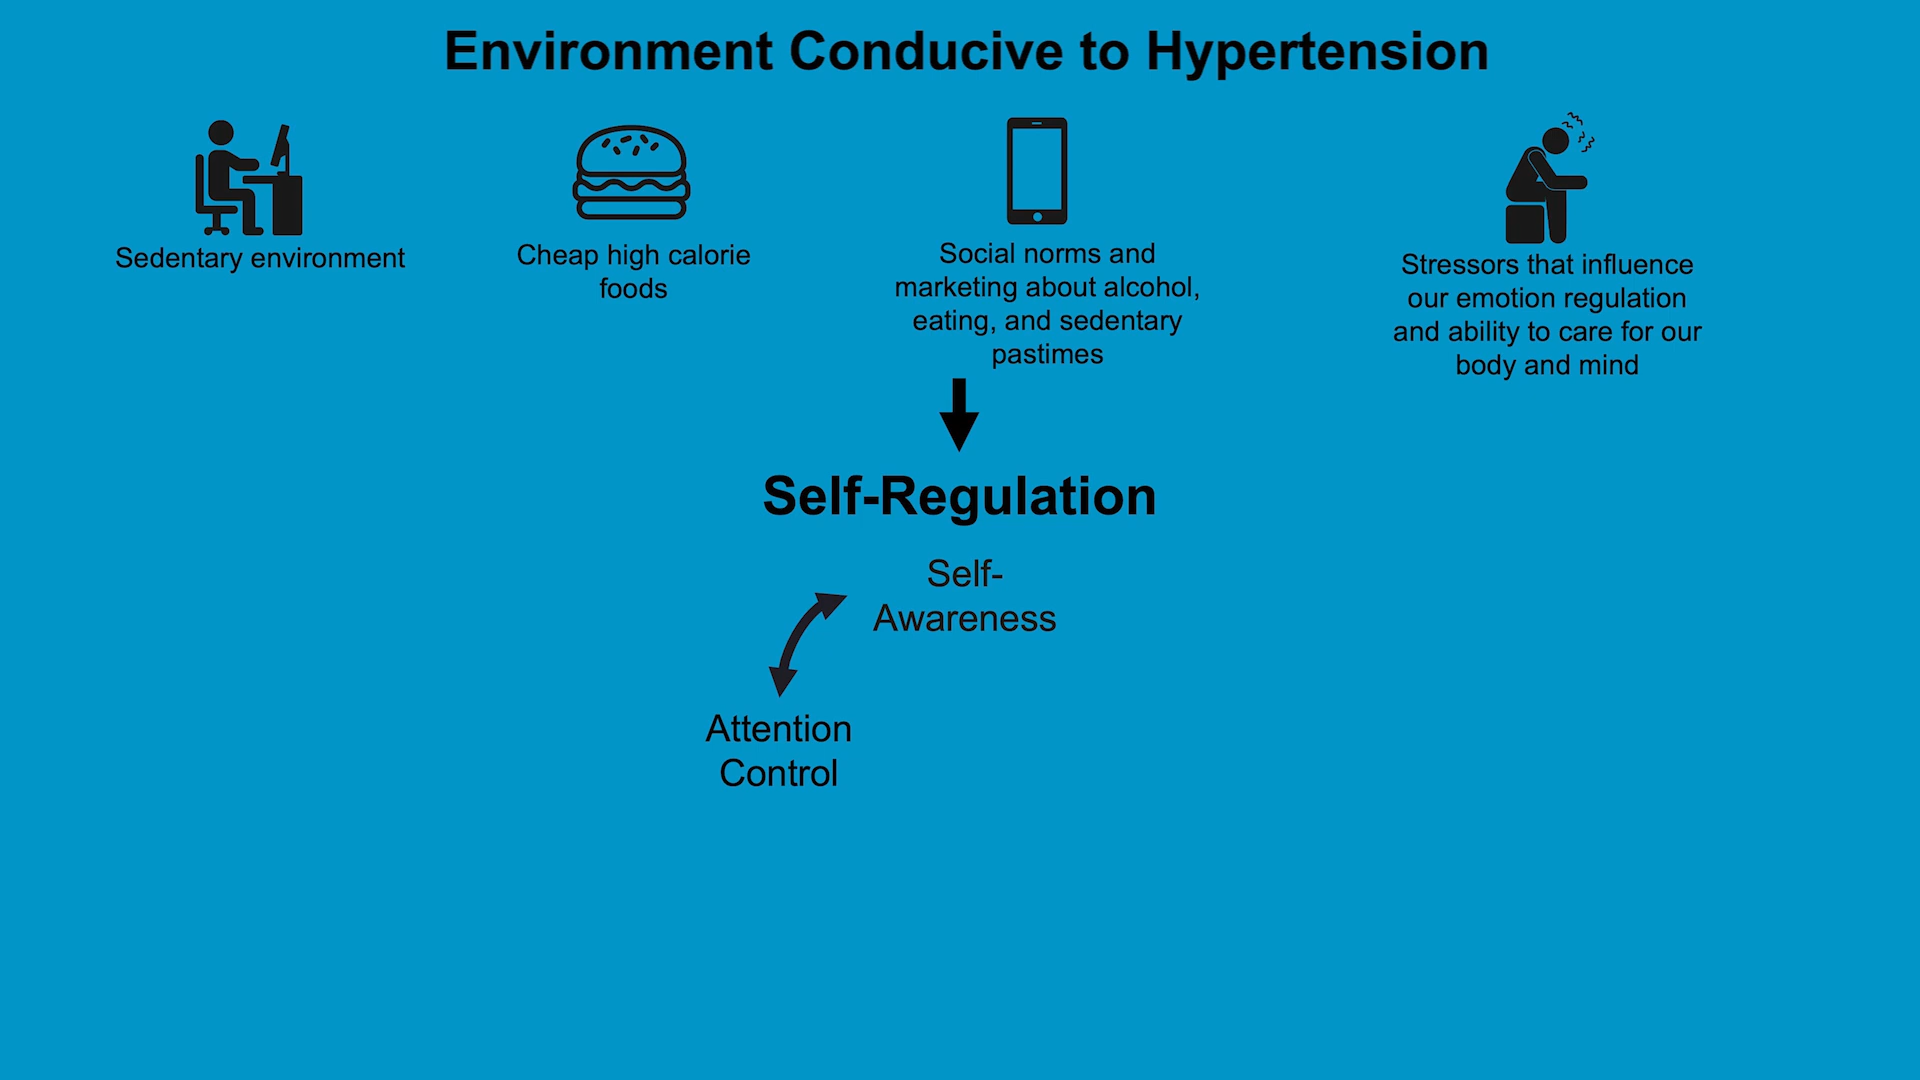 Environment Conducive to Hypertension
Sedentary environment
Cheap high calorie
foods
Social norms and
marketing about alcohol,
eating, and sedentary
pastimes
Stressors that influence
our emotion regulation
and ability to care for our
body and mind
Self-Regulation
Self-
Awareness
Attention
Control